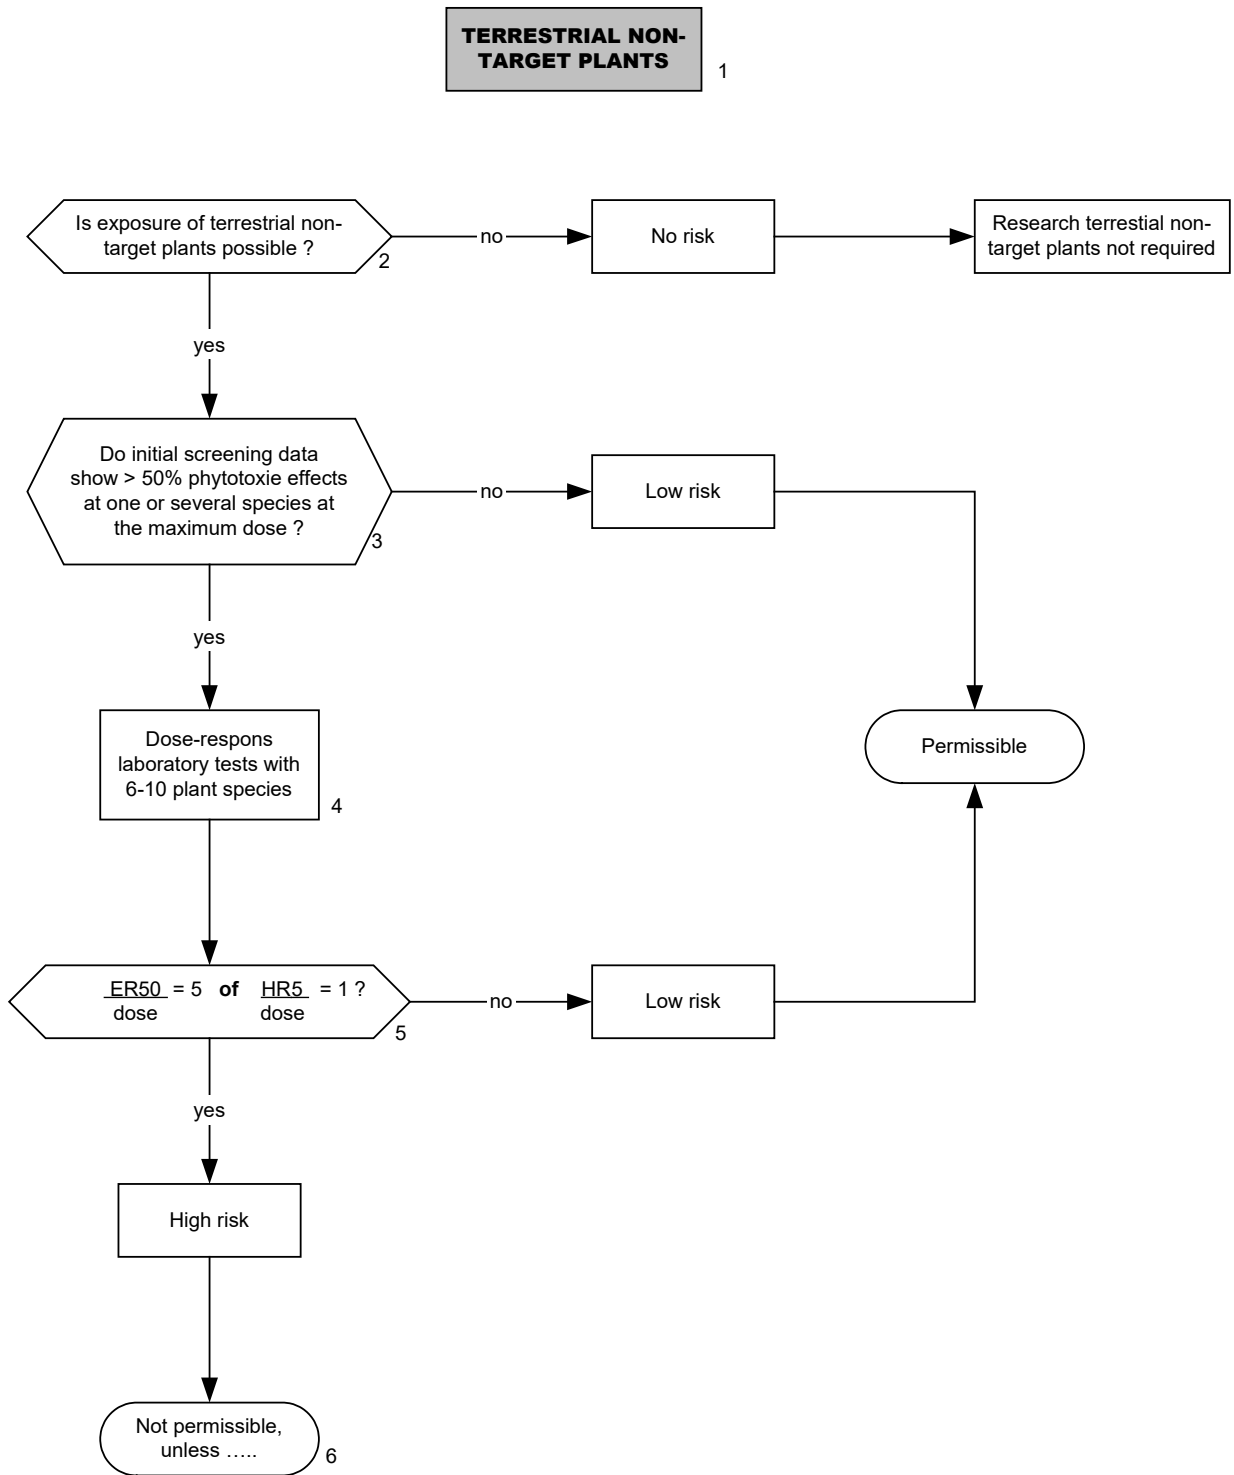 TERRESTRIAL NON-
TARGET PLANTS
1
Is exposure of terrestrial non-
target plants possible ?
2
no
No risk
Research terrestial non-
target plants not required
yes
Do initial screening data
show > 50% phytotoxie effects
at one or several species at
the maximum dose ?
3
no
Low risk
yes
Dose-respons
laboratory tests with
6-10 plant species
4
Permissible
ER50 = 5 of HR5 = 1 ?
dose dose
5
no
Low risk
yes
High risk
Not permissible,
unless …..
6